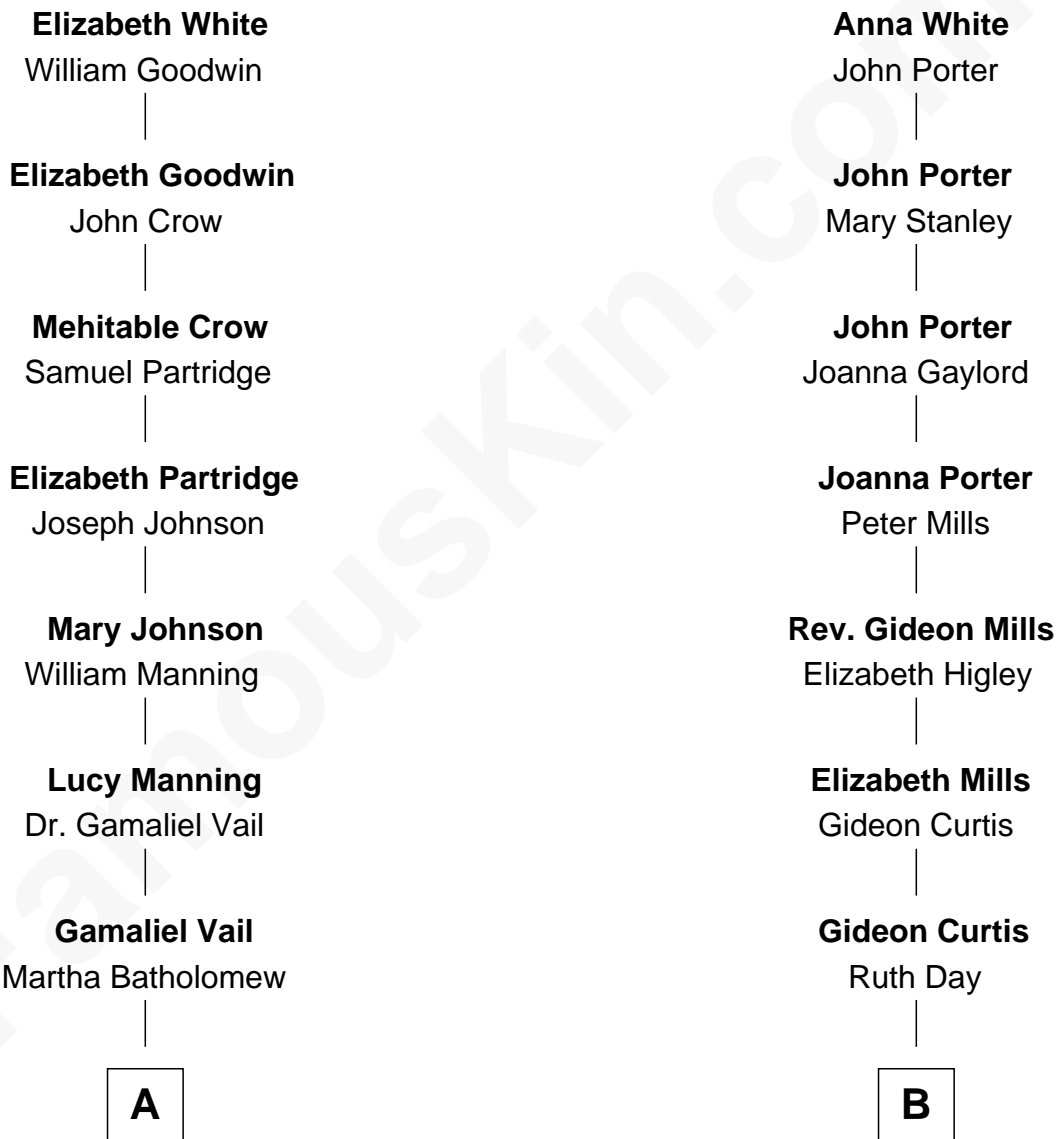 Elizabeth White
William Goodwin
Elizabeth Goodwin
John Crow
Mehitable Crow
Samuel Partridge
Elizabeth Partridge
Joseph Johnson
Mary Johnson
William Manning
Lucy Manning
Dr. Gamaliel Vail
Gamaliel Vail
Martha Batholomew
A
Anna White
John Porter
John Porter
Mary Stanley
John Porter
Joanna Gaylord
Joanna Porter
Peter Mills
Rev. Gideon Mills
Elizabeth Higley
Elizabeth Mills
Gideon Curtis
Gideon Curtis
Ruth Day
B
FamousKin.com